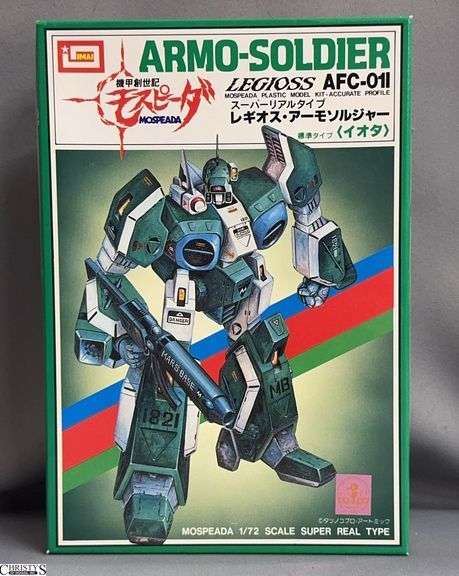 IMAI
ARMO-SOLDIER
機甲創世記
モスピーダ
MOSPEADA
LEGIOSS AFC-01I
MOSPEADA PLASTIC MODEL KIT-ACCURATE PROFILE
スーパーリアルタイプ
レギオス・アーモソルジャー
標準タイプ〈イオタ〉
DANGER
MARS BASE
1821
MB
©タツノコプロ・アートミック
MOSPEADA 1/72 SCALE SUPER REAL TYPE
CHRISTY'S